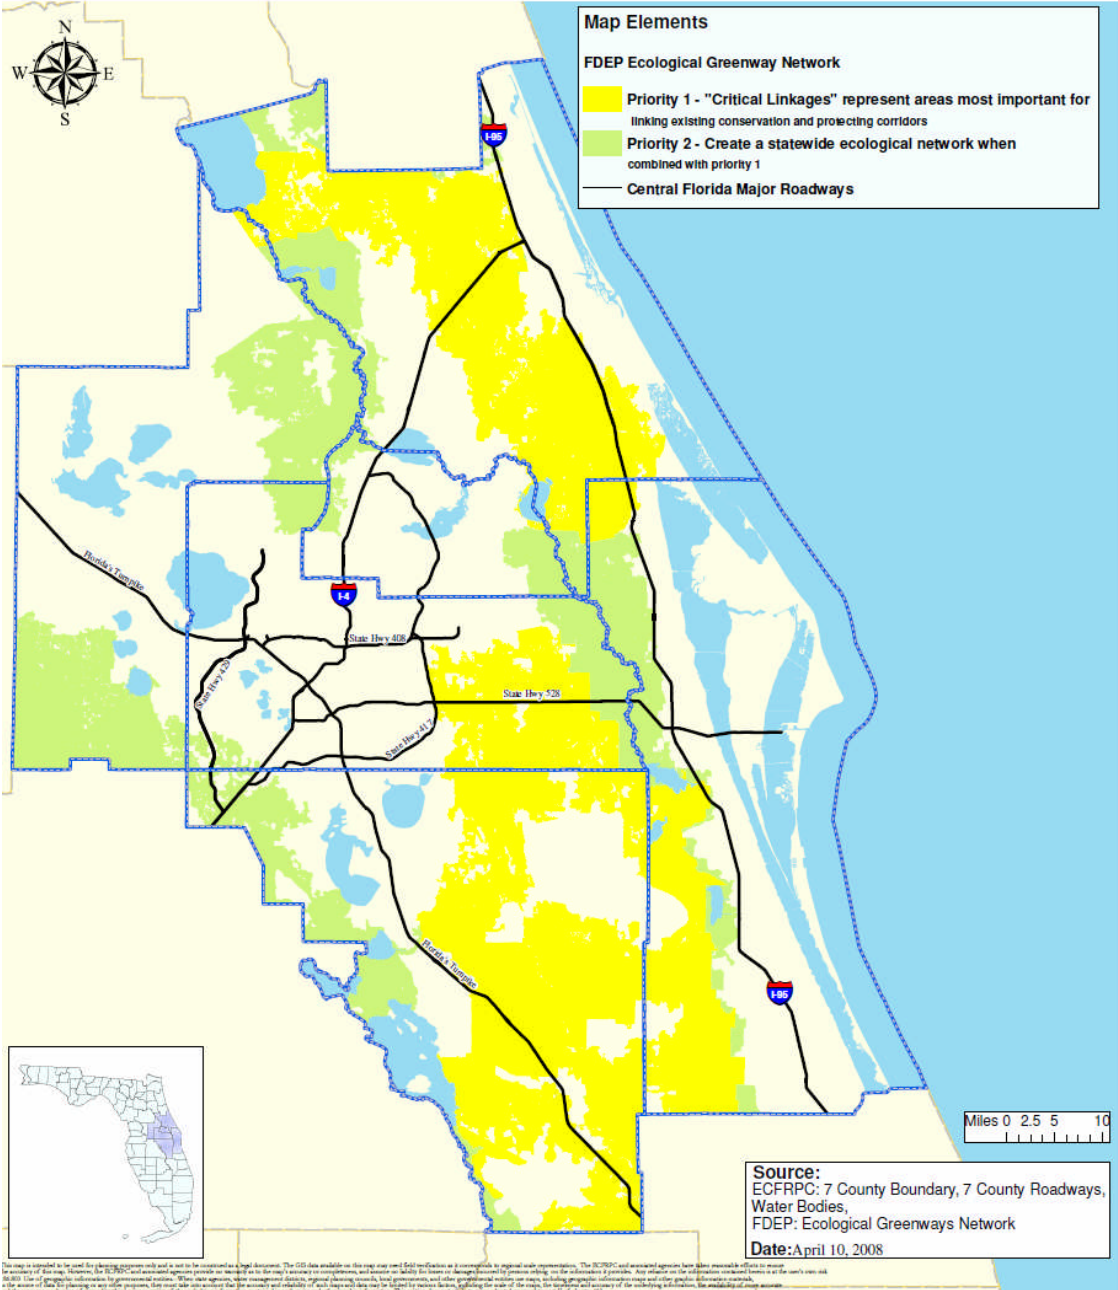 Map Elements
FDEP Ecological Greenway Network
Priority 1 - "Critical Linkages" represent areas most important for
linking existing conservation and protecting corridors
Priority 2 - Create a statewide ecological network when
combined with priority 1
Central Florida Major Roadways
N
W E
S
I-95
Florida's Turnpike
I-4
State Hwy 408
State Hwy 429
State Hwy 528
State Hwy 417
Florida's Turnpike
I-95
Miles 0 2.5 5 10
Source:
ECFRPC: 7 County Boundary, 7 County Roadways,
Water Bodies,
FDEP: Ecological Greenways Network
Date:April 10, 2008